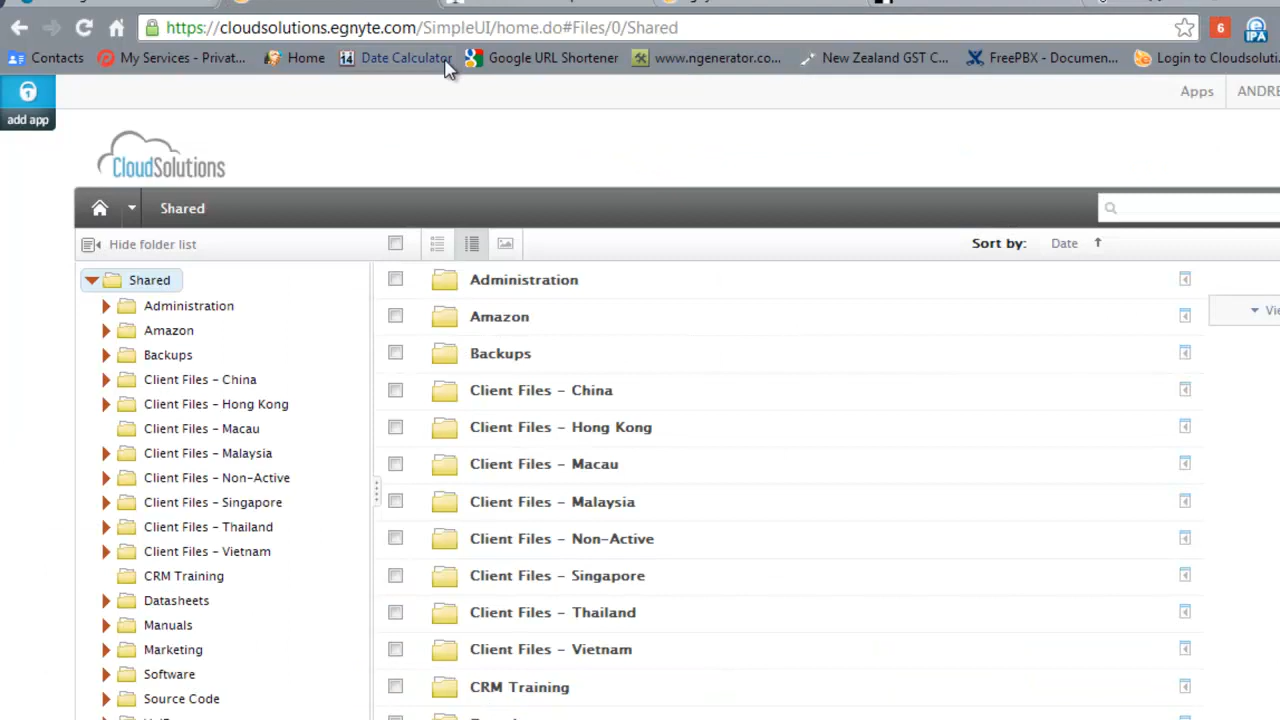 https://cloudsolutions.egnyte.com/SimpleUI/home.do#Files/0/Shared 6
Contacts My Services - Privat... Home 14 Date Calculator Google URL Shortener www.ngenerator.co... New Zealand GST C... FreePBX - Documen... Login to Cloudsoluti
IPA
1
add app
Apps ANDRE
CloudSolutions
Shared
Hide folder list
Sort by: Date
Shared
Administration
Amazon
Backups
Client Files - China
Client Files - Hong Kong
Client Files - Macau
Client Files - Malaysia
Client Files - Non-Active
Client Files - Singapore
Client Files - Thailand
Client Files - Vietnam
CRM Training
Datasheets
Manuals
Marketing
Software
Source Code
Administration
Amazon
Backups
Client Files - China
Client Files - Hong Kong
Client Files - Macau
Client Files - Malaysia
Client Files - Non-Active
Client Files - Singapore
Client Files - Thailand
Client Files - Vietnam
CRM Training
Vie